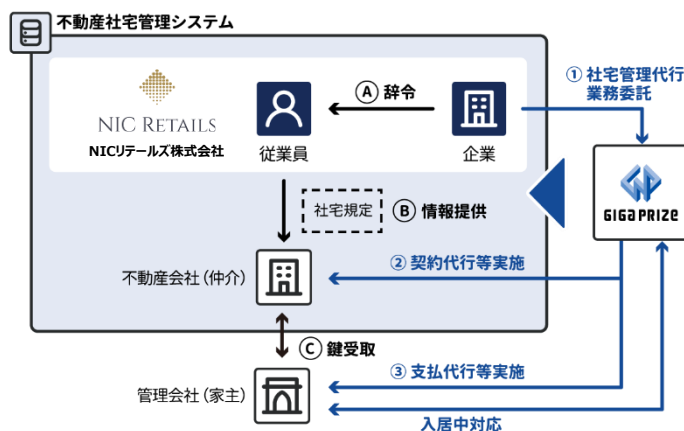 不動産社宅管理システム
① 社宅管理代行
業務委託
Ⓐ 辞令
NIC RETAILS
NICリテールズ株式会社
従業員
企業
GIGA PRIZE
社宅規定
Ⓑ 情報提供
不動産会社(仲介)
② 契約代行等実施
Ⓒ 鍵受取
③ 支払代行等実施
管理会社(家主)
入居中対応